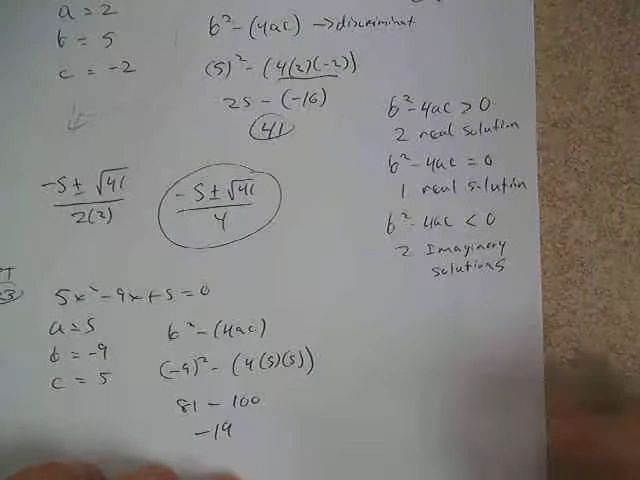 a = 2
b = 5
c = -2
b² - (4ac) → discriminat.
(5)² - (4(2)(-2))
25 - (-16)
41
-5 ± √41
2(2)
-5 ± √41
4
b² - 4ac > 0
2 real solution
b² - 4ac = 0
1 real solution
b² - 4ac < 0
2 Imaginery
solutions
PT
5x² - 9x + 5 = 0
a = 5
b = -9
c = 5
b² - (4ac)
(-9)² - (4(5)(5))
81 - 100
-19